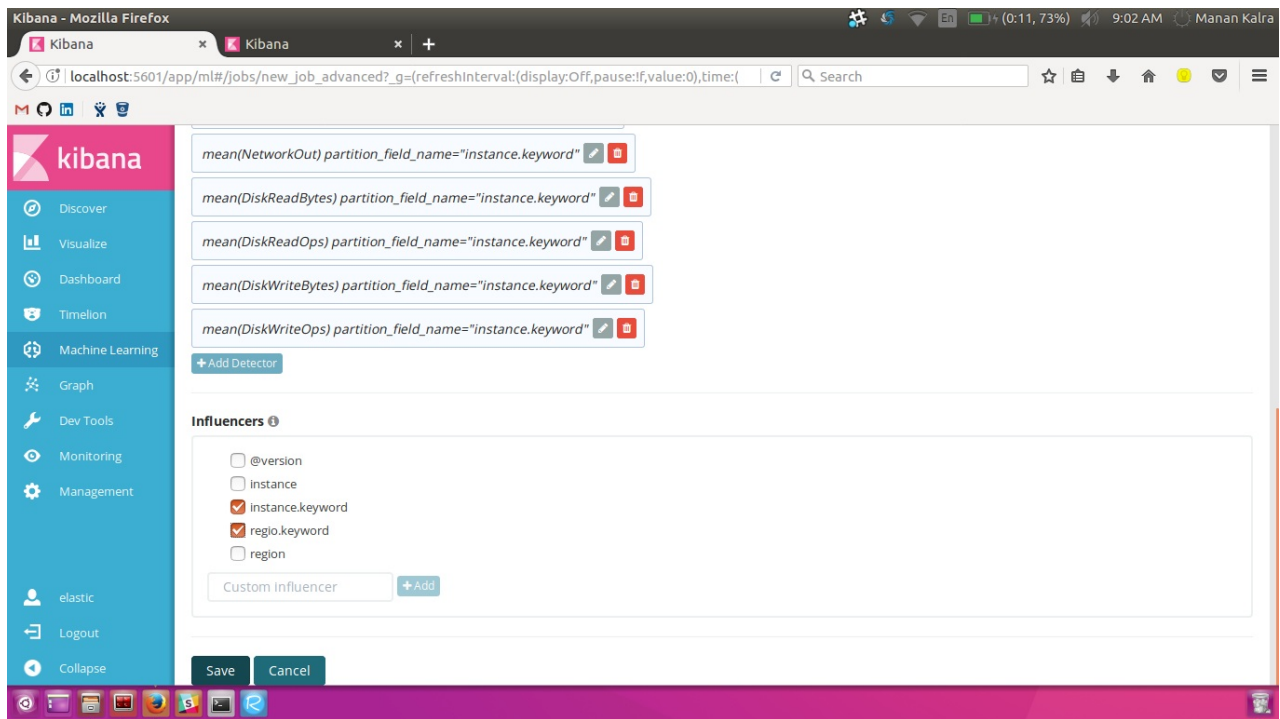 Kibana - Mozilla Firefox
En
(0:11, 73%)
9:02 AM
Manan Kalra
Kibana
Kibana
localhost:5601/app/ml#/jobs/new_job_advanced?_g=(refreshInterval:(display:Off,pause:!f,value:0),time:(
Search
kibana
Discover
Visualize
Dashboard
Timelion
Machine Learning
Graph
Dev Tools
Monitoring
Management
elastic
Logout
Collapse
mean(NetworkOut) partition_field_name="instance.keyword"
mean(DiskReadBytes) partition_field_name="instance.keyword"
mean(DiskReadOps) partition_field_name="instance.keyword"
mean(DiskWriteBytes) partition_field_name="instance.keyword"
mean(DiskWriteOps) partition_field_name="instance.keyword"
+ Add Detector
Influencers
@version
instance
instance.keyword
regio.keyword
region
Custom influencer
+ Add
Save
Cancel